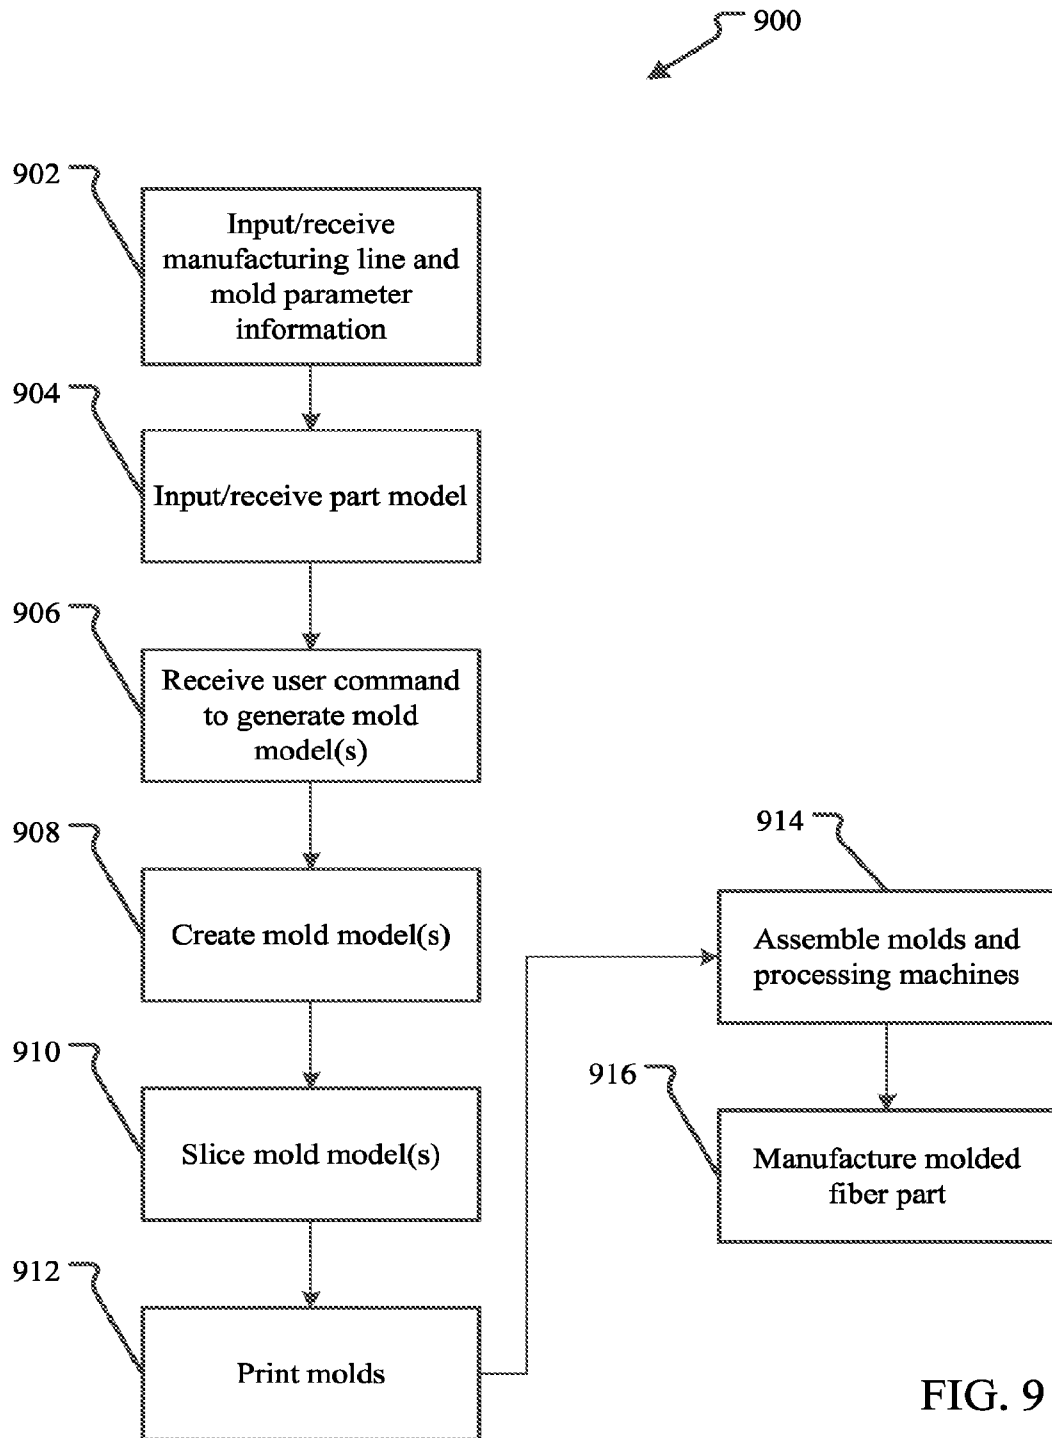 900
902
Input/receive
manufacturing line and
mold parameter
information
904
Input/receive part model
906
Receive user command
to generate mold
model(s)
908
Create mold model(s)
910
Slice mold model(s)
912
Print molds
914
Assemble molds and
processing machines
916
Manufacture molded
fiber part
FIG. 9